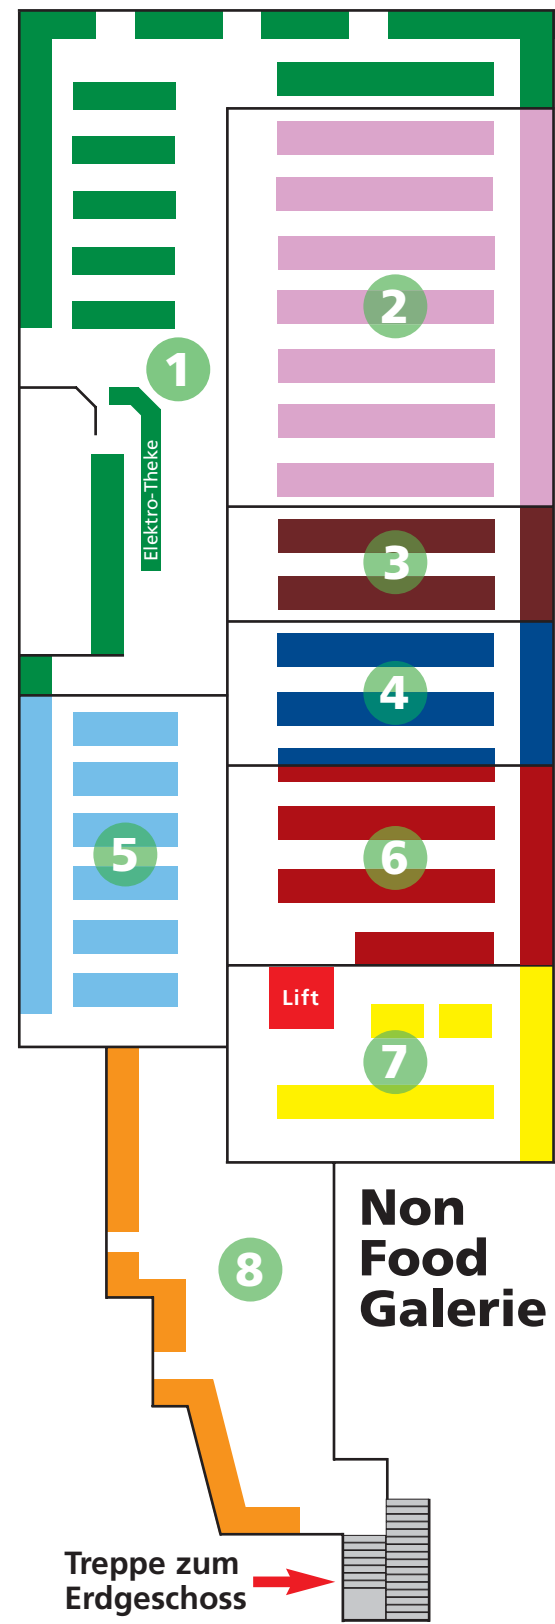 2
1
Elektro-Theke
3
4
5
6
Lift
7
Non
Food
Galerie
8
Treppe zum
Erdgeschoss